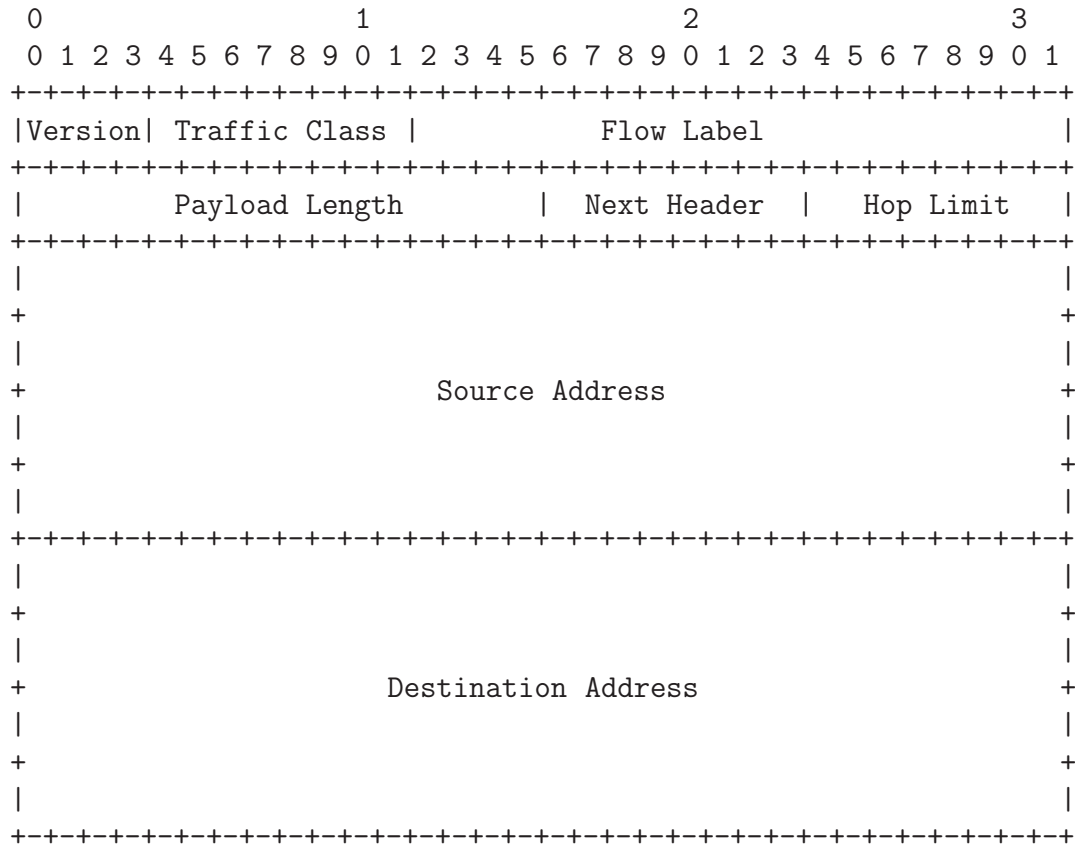 0                   1                   2                   3
0 1 2 3 4 5 6 7 8 9 0 1 2 3 4 5 6 7 8 9 0 1 2 3 4 5 6 7 8 9 0 1
+-+-+-+-+-+-+-+-+-+-+-+-+-+-+-+-+-+-+-+-+-+-+-+-+-+-+-+-+-+-+-+-+
|Version| Traffic Class |           Flow Label                  |
+-+-+-+-+-+-+-+-+-+-+-+-+-+-+-+-+-+-+-+-+-+-+-+-+-+-+-+-+-+-+-+-+
|         Payload Length        |  Next Header  |   Hop Limit   |
+-+-+-+-+-+-+-+-+-+-+-+-+-+-+-+-+-+-+-+-+-+-+-+-+-+-+-+-+-+-+-+-+
|                                                               |
+                                                               +
|                                                               |
+                         Source Address                        +
|                                                               |
+                                                               +
|                                                               |
+-+-+-+-+-+-+-+-+-+-+-+-+-+-+-+-+-+-+-+-+-+-+-+-+-+-+-+-+-+-+-+-+
|                                                               |
+                                                               +
|                                                               |
+                      Destination Address                      +
|                                                               |
+                                                               +
|                                                               |
+-+-+-+-+-+-+-+-+-+-+-+-+-+-+-+-+-+-+-+-+-+-+-+-+-+-+-+-+-+-+-+-+